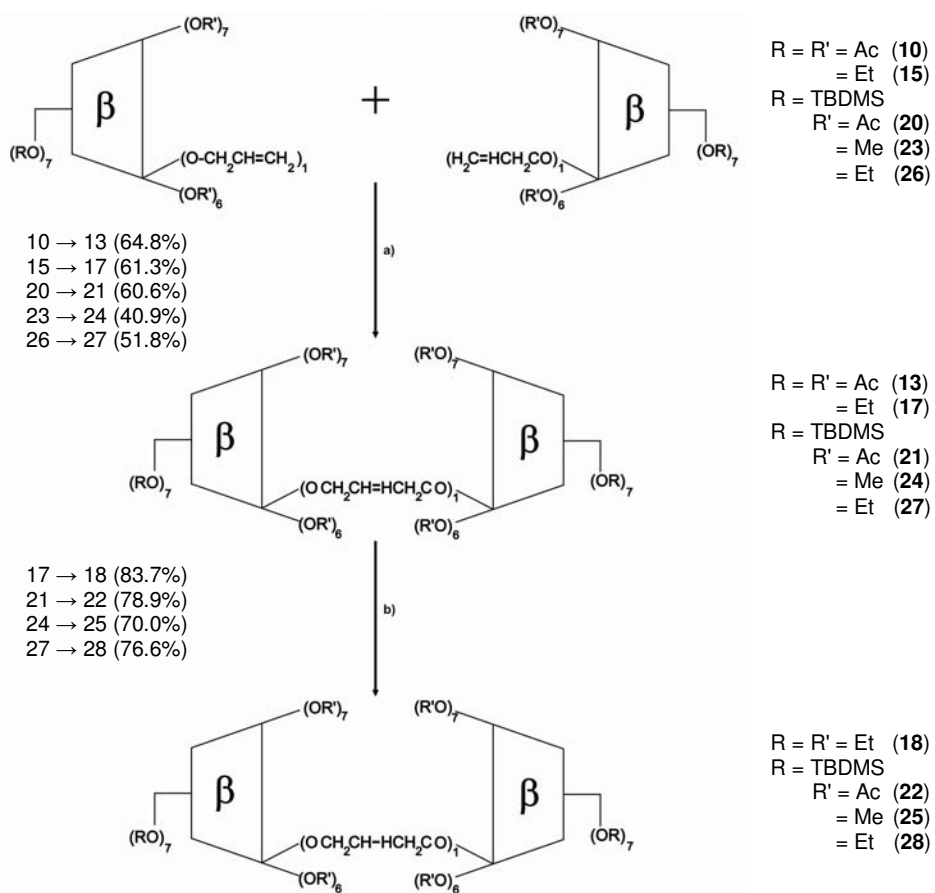 (OR')7
(R'O)7
β
+
β
(RO)7
(O-CH2CH=CH2)1
(OR')6
(H2C=HCH2CO)1
(R'O)6
(OR)7
R = R' = Ac (10)
= Et (15)
R = TBDMS
R' = Ac (20)
= Me (23)
= Et (26)
10 → 13 (64.8%)
15 → 17 (61.3%)
20 → 21 (60.6%)
23 → 24 (40.9%)
26 → 27 (51.8%)
a)
(OR')7
(R'O)7
β
β
(RO)7
(O CH2CH=HCH2CO)1
(OR')6
(R'O)6
(OR)7
R = R' = Ac (13)
= Et (17)
R = TBDMS
R' = Ac (21)
= Me (24)
= Et (27)
17 → 18 (83.7%)
21 → 22 (78.9%)
24 → 25 (70.0%)
27 → 28 (76.6%)
b)
(OR')7
(R'O)7
β
β
(RO)7
(O CH2CH-HCH2CO)1
(OR')6
(R'O)6
(OR)7
R = R' = Et (18)
R = TBDMS
R' = Ac (22)
= Me (25)
= Et (28)